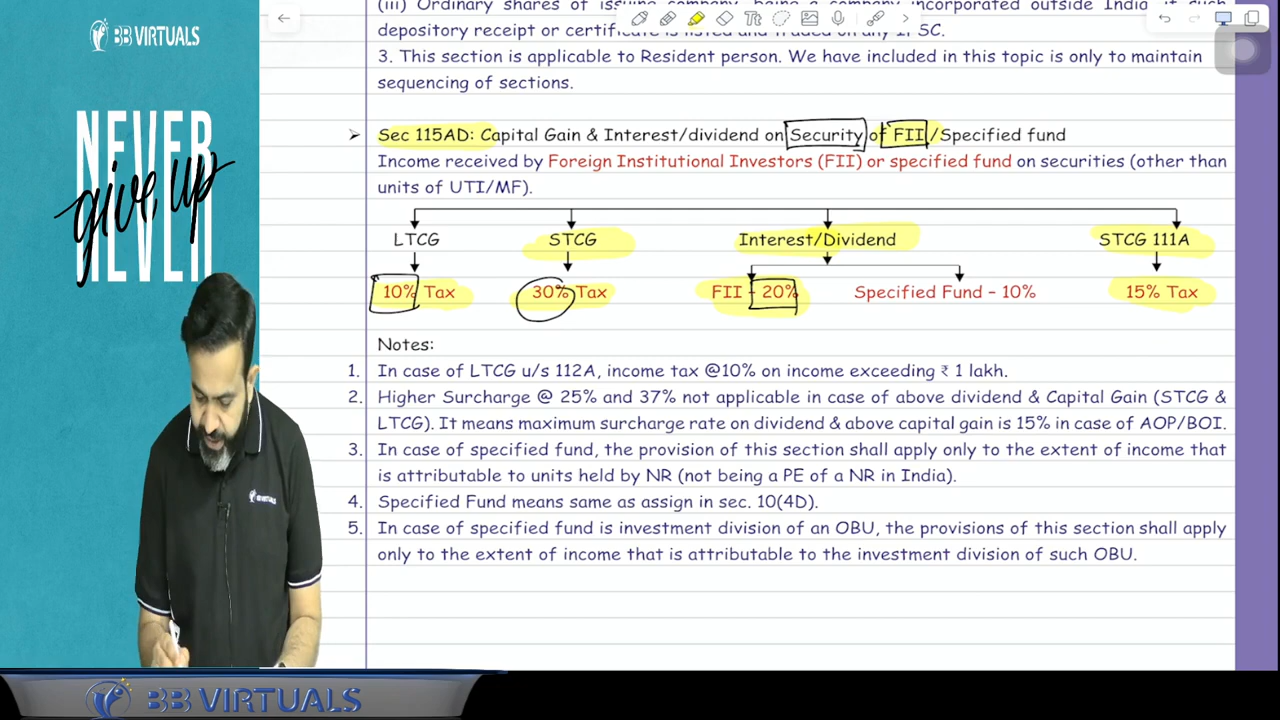 BB VIRTUALS
NEVER
give up
NEVER
(iii) Ordinary shares of issuing company, being a company incorporated outside India if such
depository receipt or certificate is listed and traded on any IFSC.
3. This section is applicable to Resident person. We have included in this topic is only to maintain
sequencing of sections.
➢ Sec 115AD: Capital Gain & Interest/dividend on Security of FII/Specified fund
Income received by Foreign Institutional Investors (FII) or specified fund on securities (other than
units of UTI/MF).
LTCG STCG Interest/Dividend STCG 111A
10% Tax 30% Tax FII - 20% Specified Fund – 10% 15% Tax
Notes:
1. In case of LTCG u/s 112A, income tax @10% on income exceeding ₹ 1 lakh.
2. Higher Surcharge @ 25% and 37% not applicable in case of above dividend & Capital Gain (STCG &
LTCG). It means maximum surcharge rate on dividend & above capital gain is 15% in case of AOP/BOI.
3. In case of specified fund, the provision of this section shall apply only to the extent of income that
is attributable to units held by NR (not being a PE of a NR in India).
4. Specified Fund means same as assign in sec. 10(4D).
5. In case of specified fund is investment division of an OBU, the provisions of this section shall apply
only to the extent of income that is attributable to the investment division of such OBU.
BB VIRTUALS
BB VIRTUALS